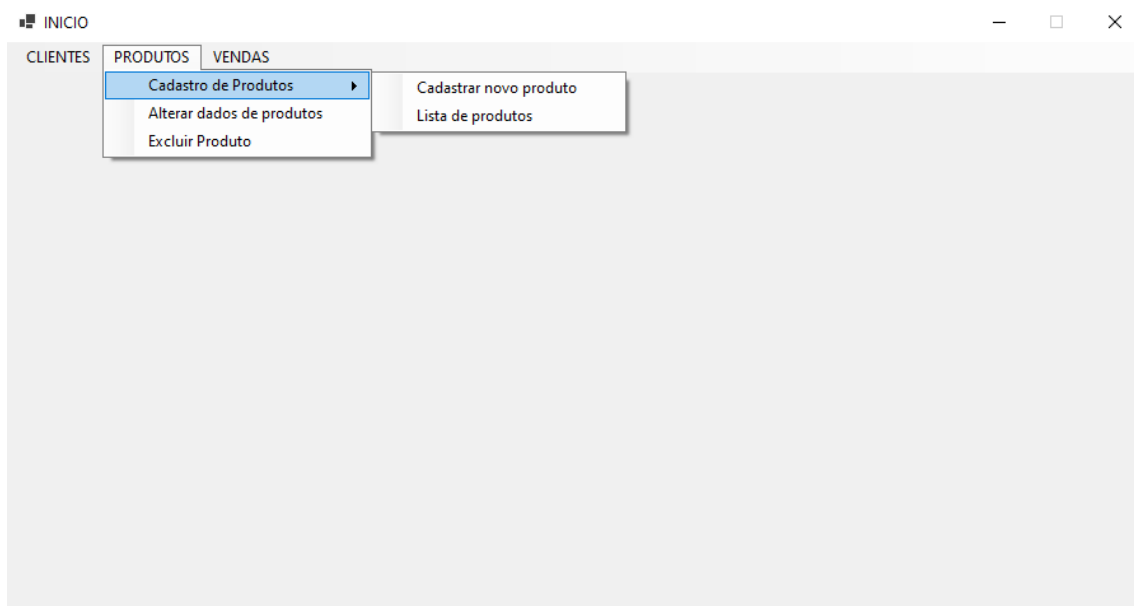 INICIO
CLIENTES PRODUTOS VENDAS
Cadastro de Produtos
Alterar dados de produtos
Excluir Produto
Cadastrar novo produto
Lista de produtos